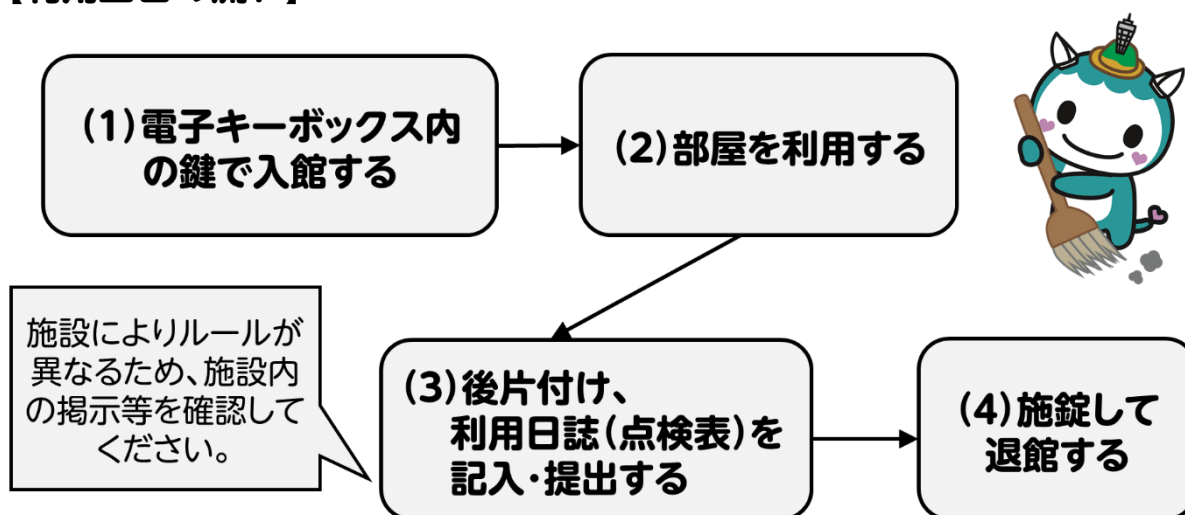 (1)電子キーボックス内
の鍵で入館する
(2)部屋を利用する
施設によりルールが
異なるため、施設内
の掲示等を確認して
ください。
(3)後片付け、
利用日誌(点検表)を
記入・提出する
(4)施錠して
退館する